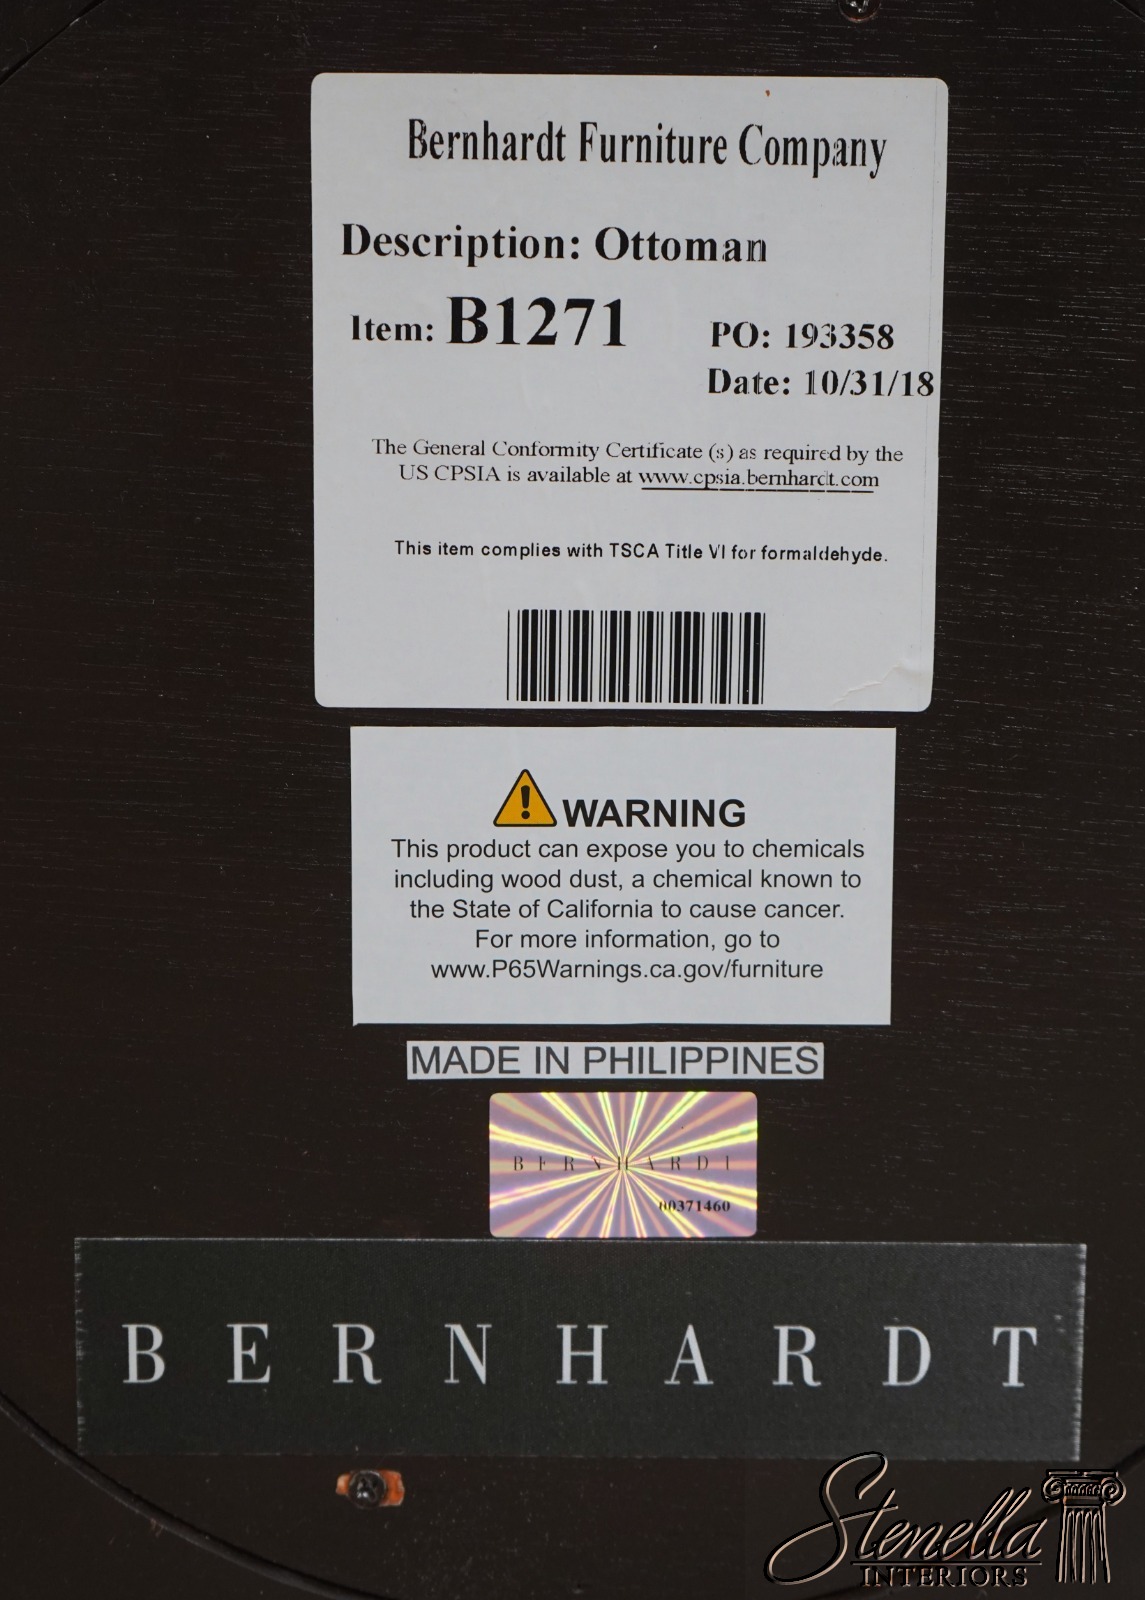 Bernhardt Furniture Company
Description: Ottoman
Item: B1271
PO: 193358
Date: 10/31/18
The General Conformity Certificate (s) as required by the
US CPSIA is available at www.cpsia.bernhardt.com
This item complies with TSCA Title VI for formaldehyde.
WARNING
This product can expose you to chemicals
including wood dust, a chemical known to
the State of California to cause cancer.
For more information, go to
www.P65Warnings.ca.gov/furniture
MADE IN PHILIPPINES
BERNHARDT
00371460
BERNHARDT
Stenella
INTERIORS